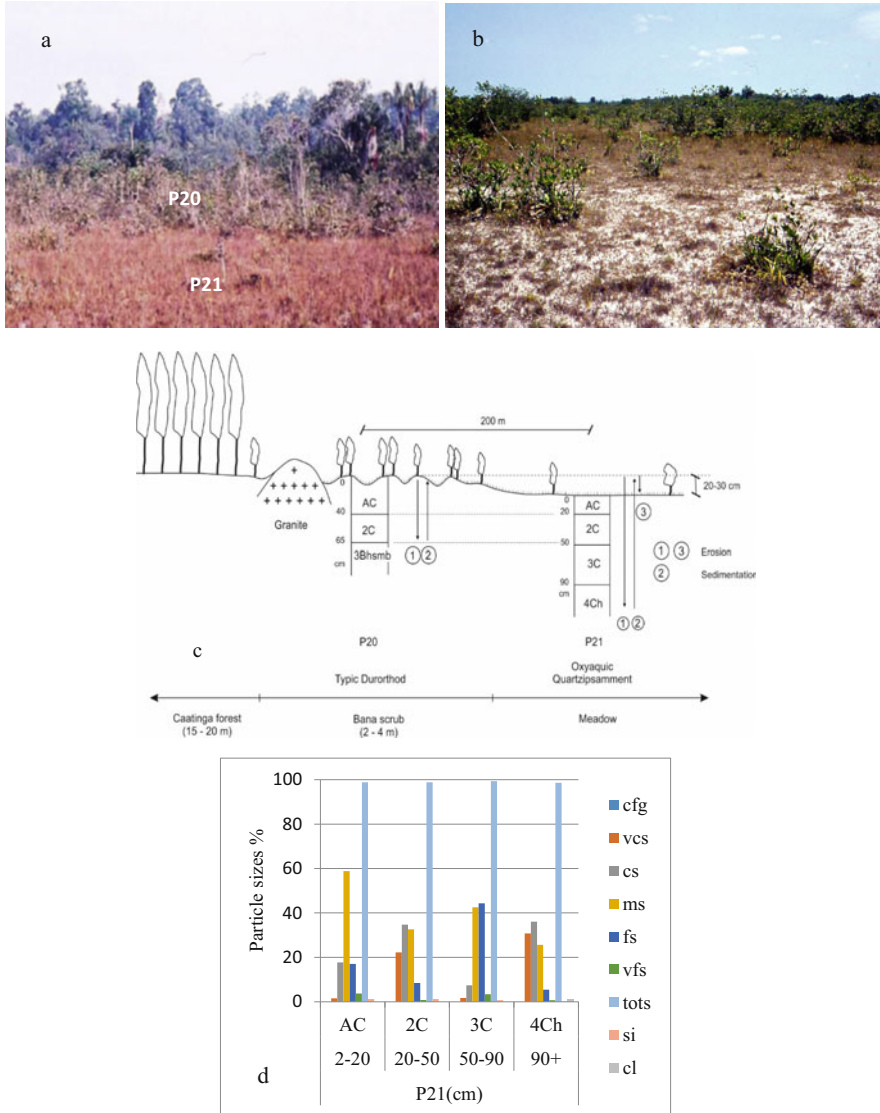 a
b
P20
P21
200 m
20-30 cm
0
AC
40
2C
65
cm
3Bhsmb
1 2
Granite
0
AC
20
2C
50
3C
90
cm
4Ch
3
1 2
1 3 Erosion
2 Sedimentation
c
P20
P21
Typic Durorthod
Oxyaquic
Quartzipsamment
Caatinga forest
(15 - 20 m)
Bana scrub
(2 - 4 m)
Meadow
Particle sizes %
100
80
60
40
20
0
AC 2C 3C 4Ch
2-20 20-50 50-90 90+
P21(cm)
d
cfg
vcs
cs
ms
fs
vfs
tots
si
cl